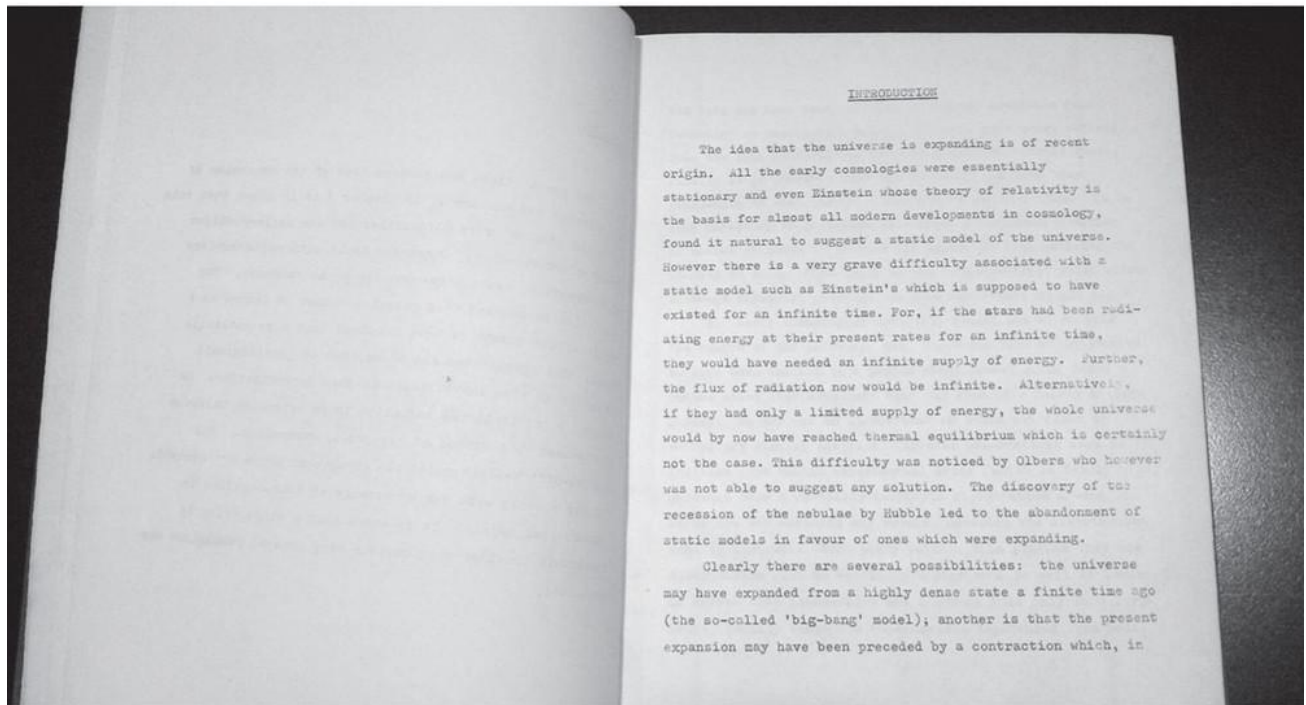 INTRODUCTION
The idea that the universe is expanding is of recent
origin. All the early cosmologies were essentially
stationary and even Einstein whose theory of relativity is
the basis for almost all modern developments in cosmology,
found it natural to suggest a static model of the universe.
However there is a very grave difficulty associated with a
static model such as Einstein's which is supposed to have
existed for an infinite time. For, if the stars had been radi-
ating energy at their present rates for an infinite time,
they would have needed an infinite supply of energy. Further,
the flux of radiation now would be infinite. Alternatively,
if they had only a limited supply of energy, the whole universe
would by now have reached thermal equilibrium which is certainly
not the case. This difficulty was noticed by Olbers who however
was not able to suggest any solution. The discovery of the
recession of the nebulae by Hubble led to the abandonment of
static models in favour of ones which were expanding.
Clearly there are several possibilities: the universe
may have expanded from a highly dense state a finite time ago
(the so-called 'big-bang' model); another is that the present
expansion may have been preceded by a contraction which, in